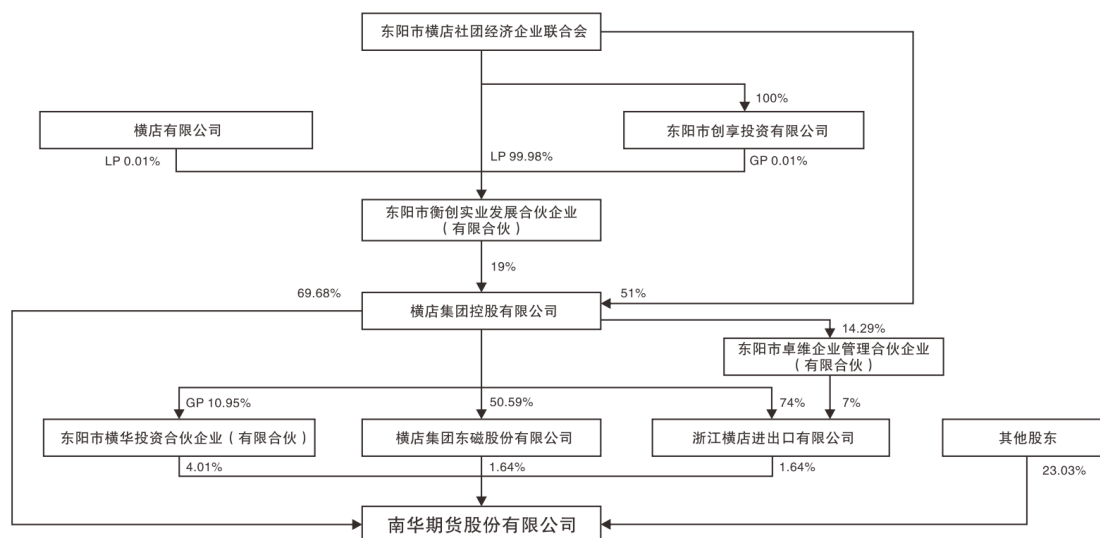 东阳市横店社团经济企业联合会
100%
横店有限公司
东阳市创享投资有限公司
LP 0.01%
LP 99.98%
GP 0.01%
东阳市衡创实业发展合伙企业
（有限合伙）
19%
69.68%
横店集团控股有限公司
51%
14.29%
东阳市卓维企业管理合伙企业
（有限合伙）
GP 10.95%
50.59%
74%
7%
东阳市横华投资合伙企业（有限合伙）
横店集团东磁股份有限公司
浙江横店进出口有限公司
其他股东
4.01%
1.64%
1.64%
23.03%
南华期货股份有限公司